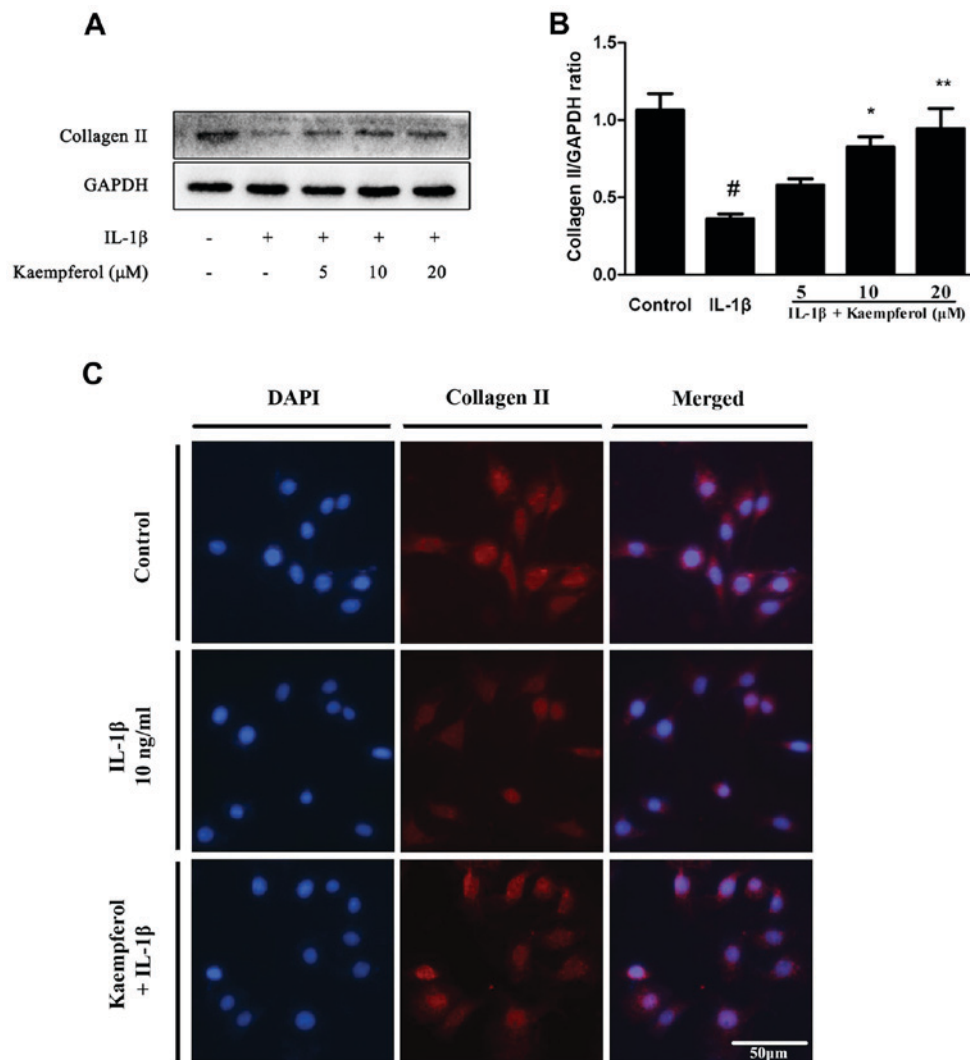 A
Collagen II
GAPDH
IL-1β - + + + +
Kaempferol (μM) - - 5 10 20
B
Collagen II/GAPDH ratio
1.5
1.0
0.5
0.0
#
*
**
Control IL-1β 5 10 20
IL-1β + Kaempferol (μM)
C
DAPI Collagen II Merged
Control
IL-1β
10 ng/ml
Kaempferol
+ IL-1β
50μm